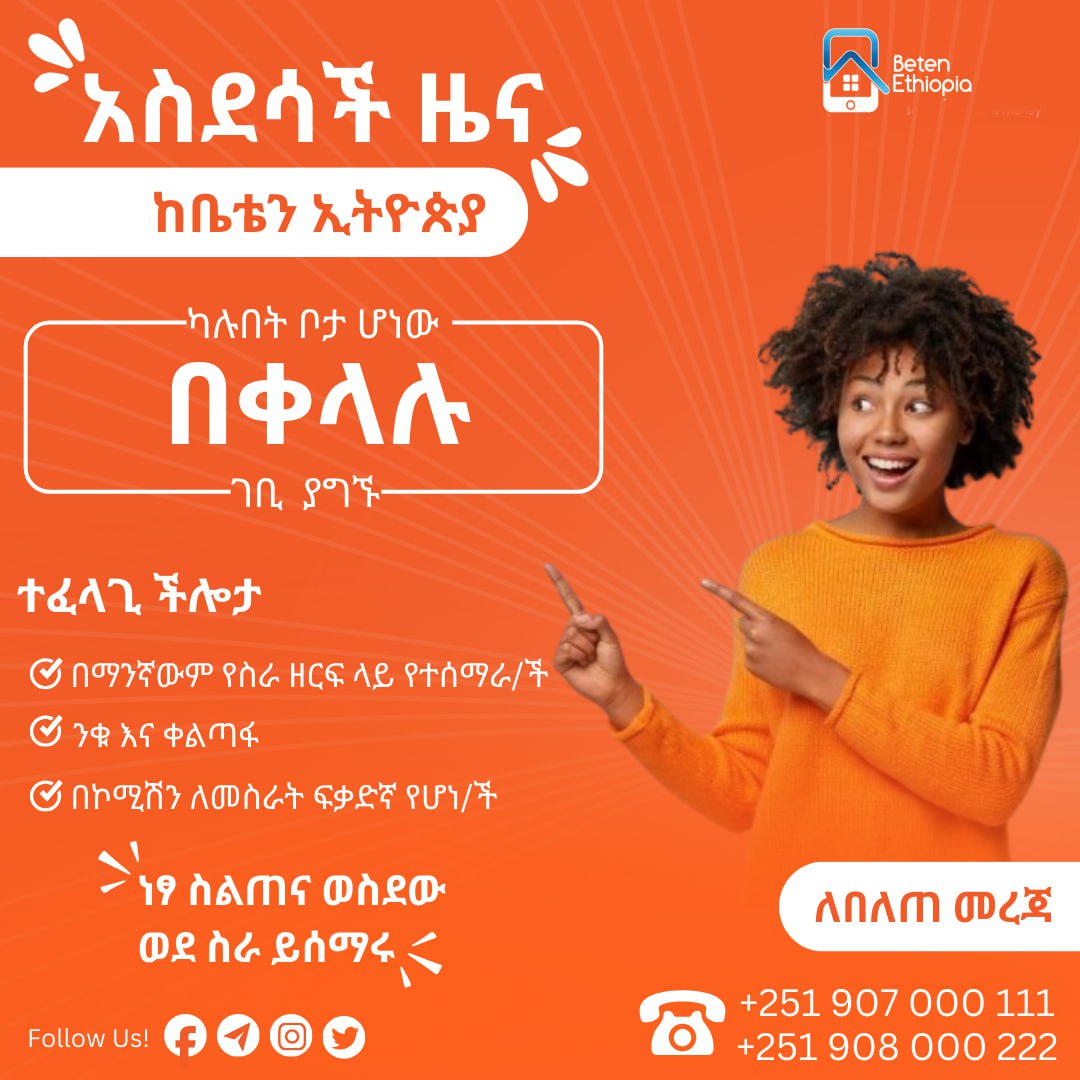 አስደሳች ዜና
ከቤቴን ኢትዮጵያ
Beten
Ethiopia
ካሉበት ቦታ ሆነው
በቀላሉ
ገቢ ያግኙ
ተፈላጊ ችሎታ
በማንኛውም የስራ ዘርፍ ላይ የተሰማራ/ች
ንቁ እና ቀልጣፋ
በኮሚሽን ለመስራት ፍቃድኛ የሆነ/ች
ነፃ ስልጠና ወስደው
ወደ ስራ ይሰማሩ
ለበለጠ መረጃ
+251 907 000 111
+251 908 000 222
Follow Us!